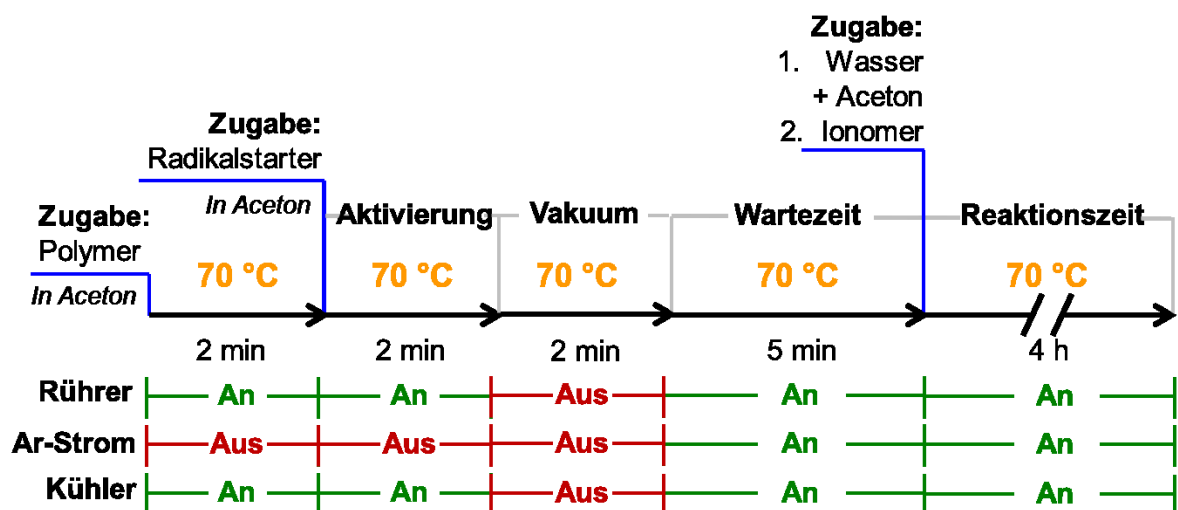 Zugabe:
1. Wasser
+ Aceton
2. Ionomer
Zugabe:
Radikalstarter
In Aceton
Zugabe:
Polymer
In Aceton
Aktivierung Vakuum Wartezeit Reaktionszeit
70 °C 70 °C 70 °C 70 °C 70 °C
2 min 2 min 2 min 5 min 4 h
Rührer An An Aus An An
Ar-Strom Aus Aus Aus An An
Kühler An An Aus An An